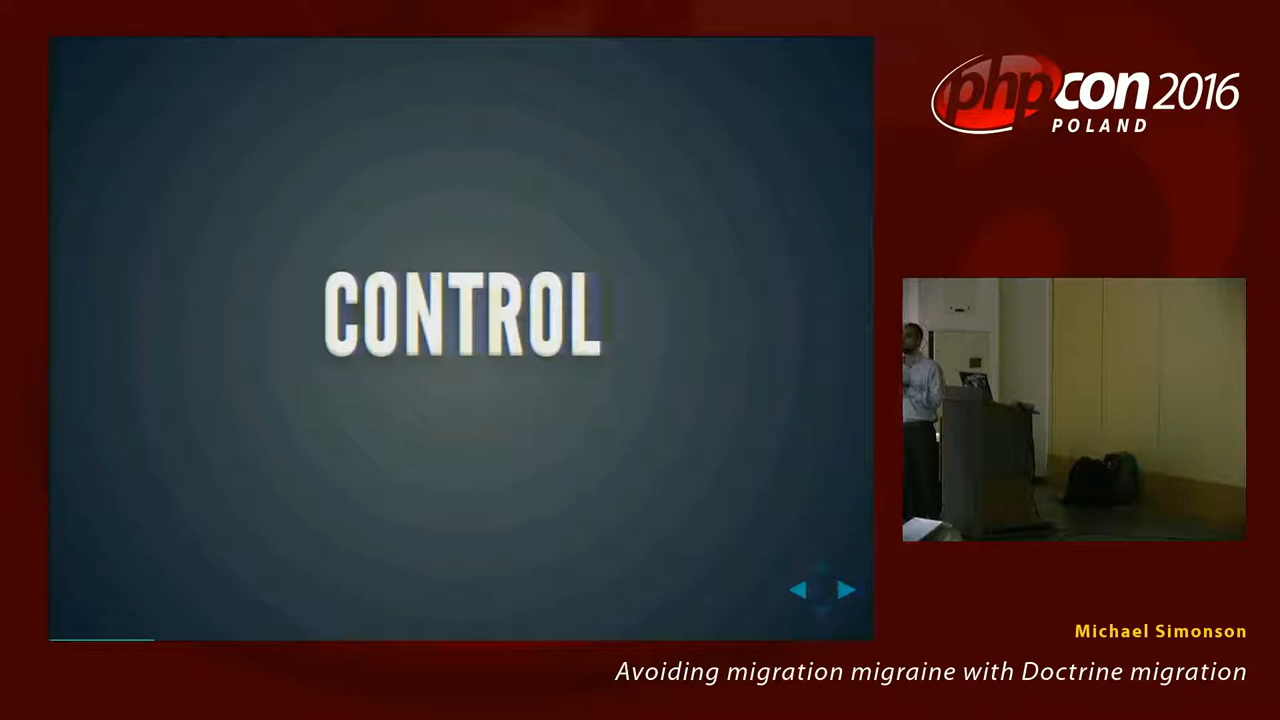 CONTROL
phpcon 2016
POLAND
Michael Simonson
Avoiding migration migraine with Doctrine migration